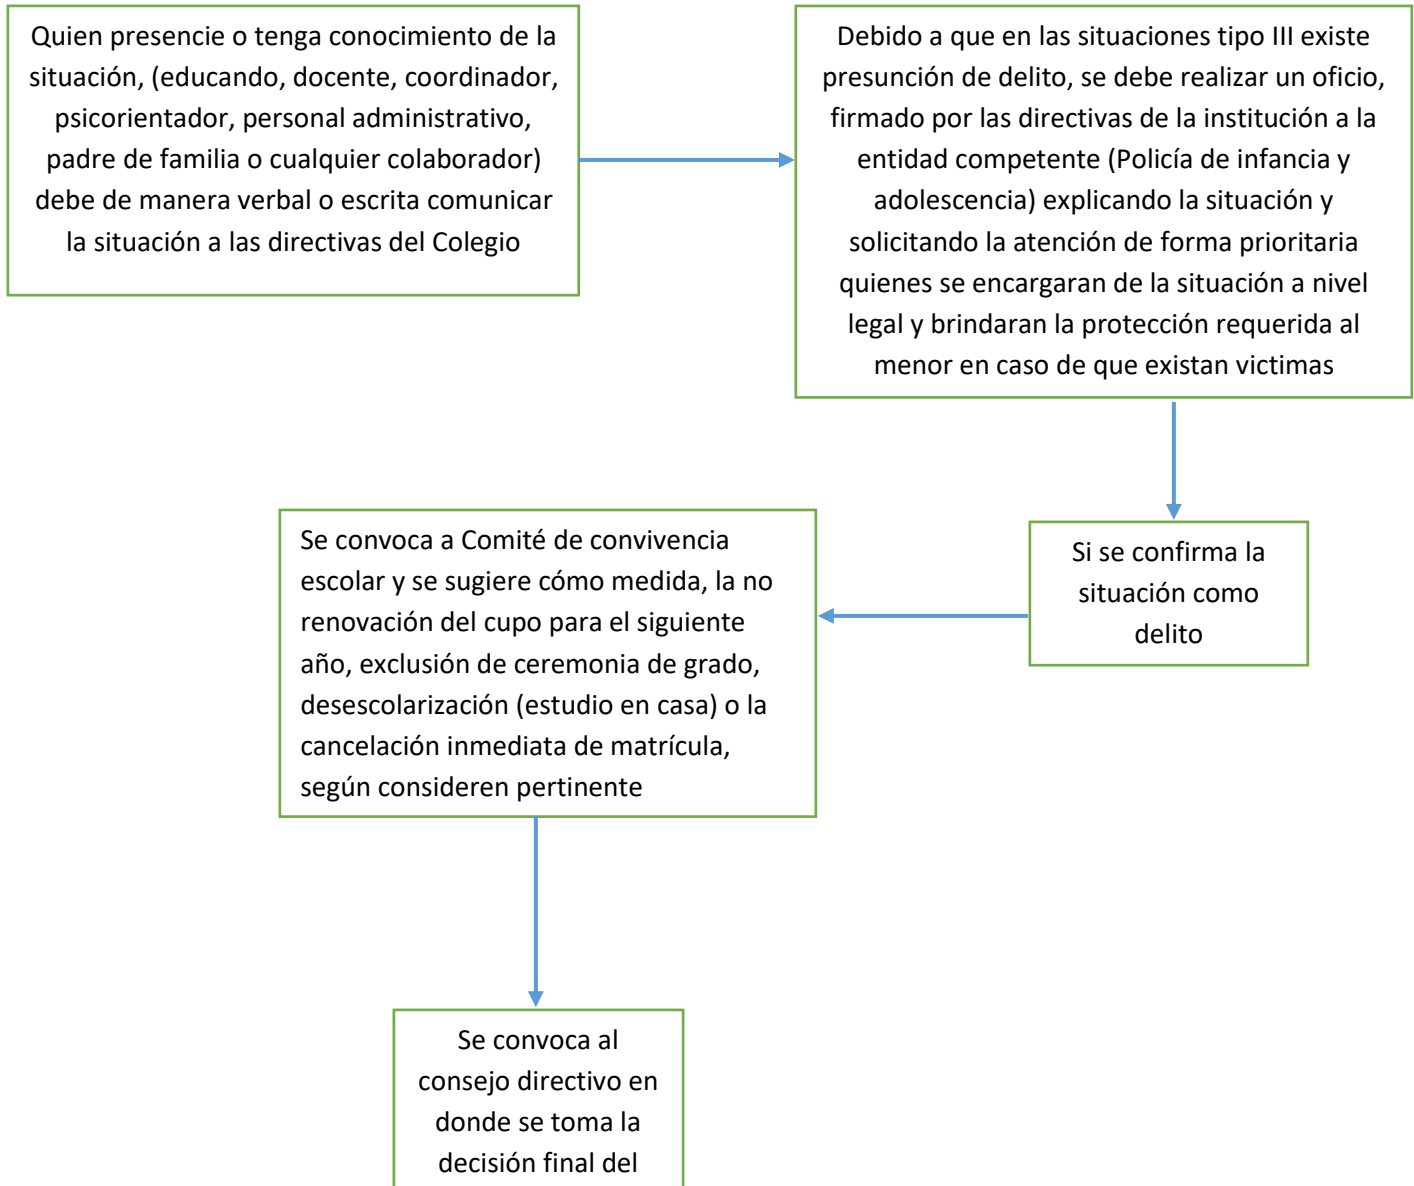 Quien presencie o tenga conocimiento de la
situación, (educando, docente, coordinador,
psicorientador, personal administrativo,
padre de familia o cualquier colaborador)
debe de manera verbal o escrita comunicar
la situación a las directivas del Colegio
Debido a que en las situaciones tipo III existe
presunción de delito, se debe realizar un oficio,
firmado por las directivas de la institución a la
entidad competente (Policía de infancia y
adolescencia) explicando la situación y
solicitando la atención de forma prioritaria
quienes se encargaran de la situación a nivel
legal y brindaran la protección requerida al
menor en caso de que existan victimas
Si se confirma la
situación como
delito
Se convoca a Comité de convivencia
escolar y se sugiere cómo medida, la no
renovación del cupo para el siguiente
año, exclusión de ceremonia de grado,
desescolarización (estudio en casa) o la
cancelación inmediata de matrícula,
según consideren pertinente
Se convoca al
consejo directivo en
donde se toma la
decisión final del